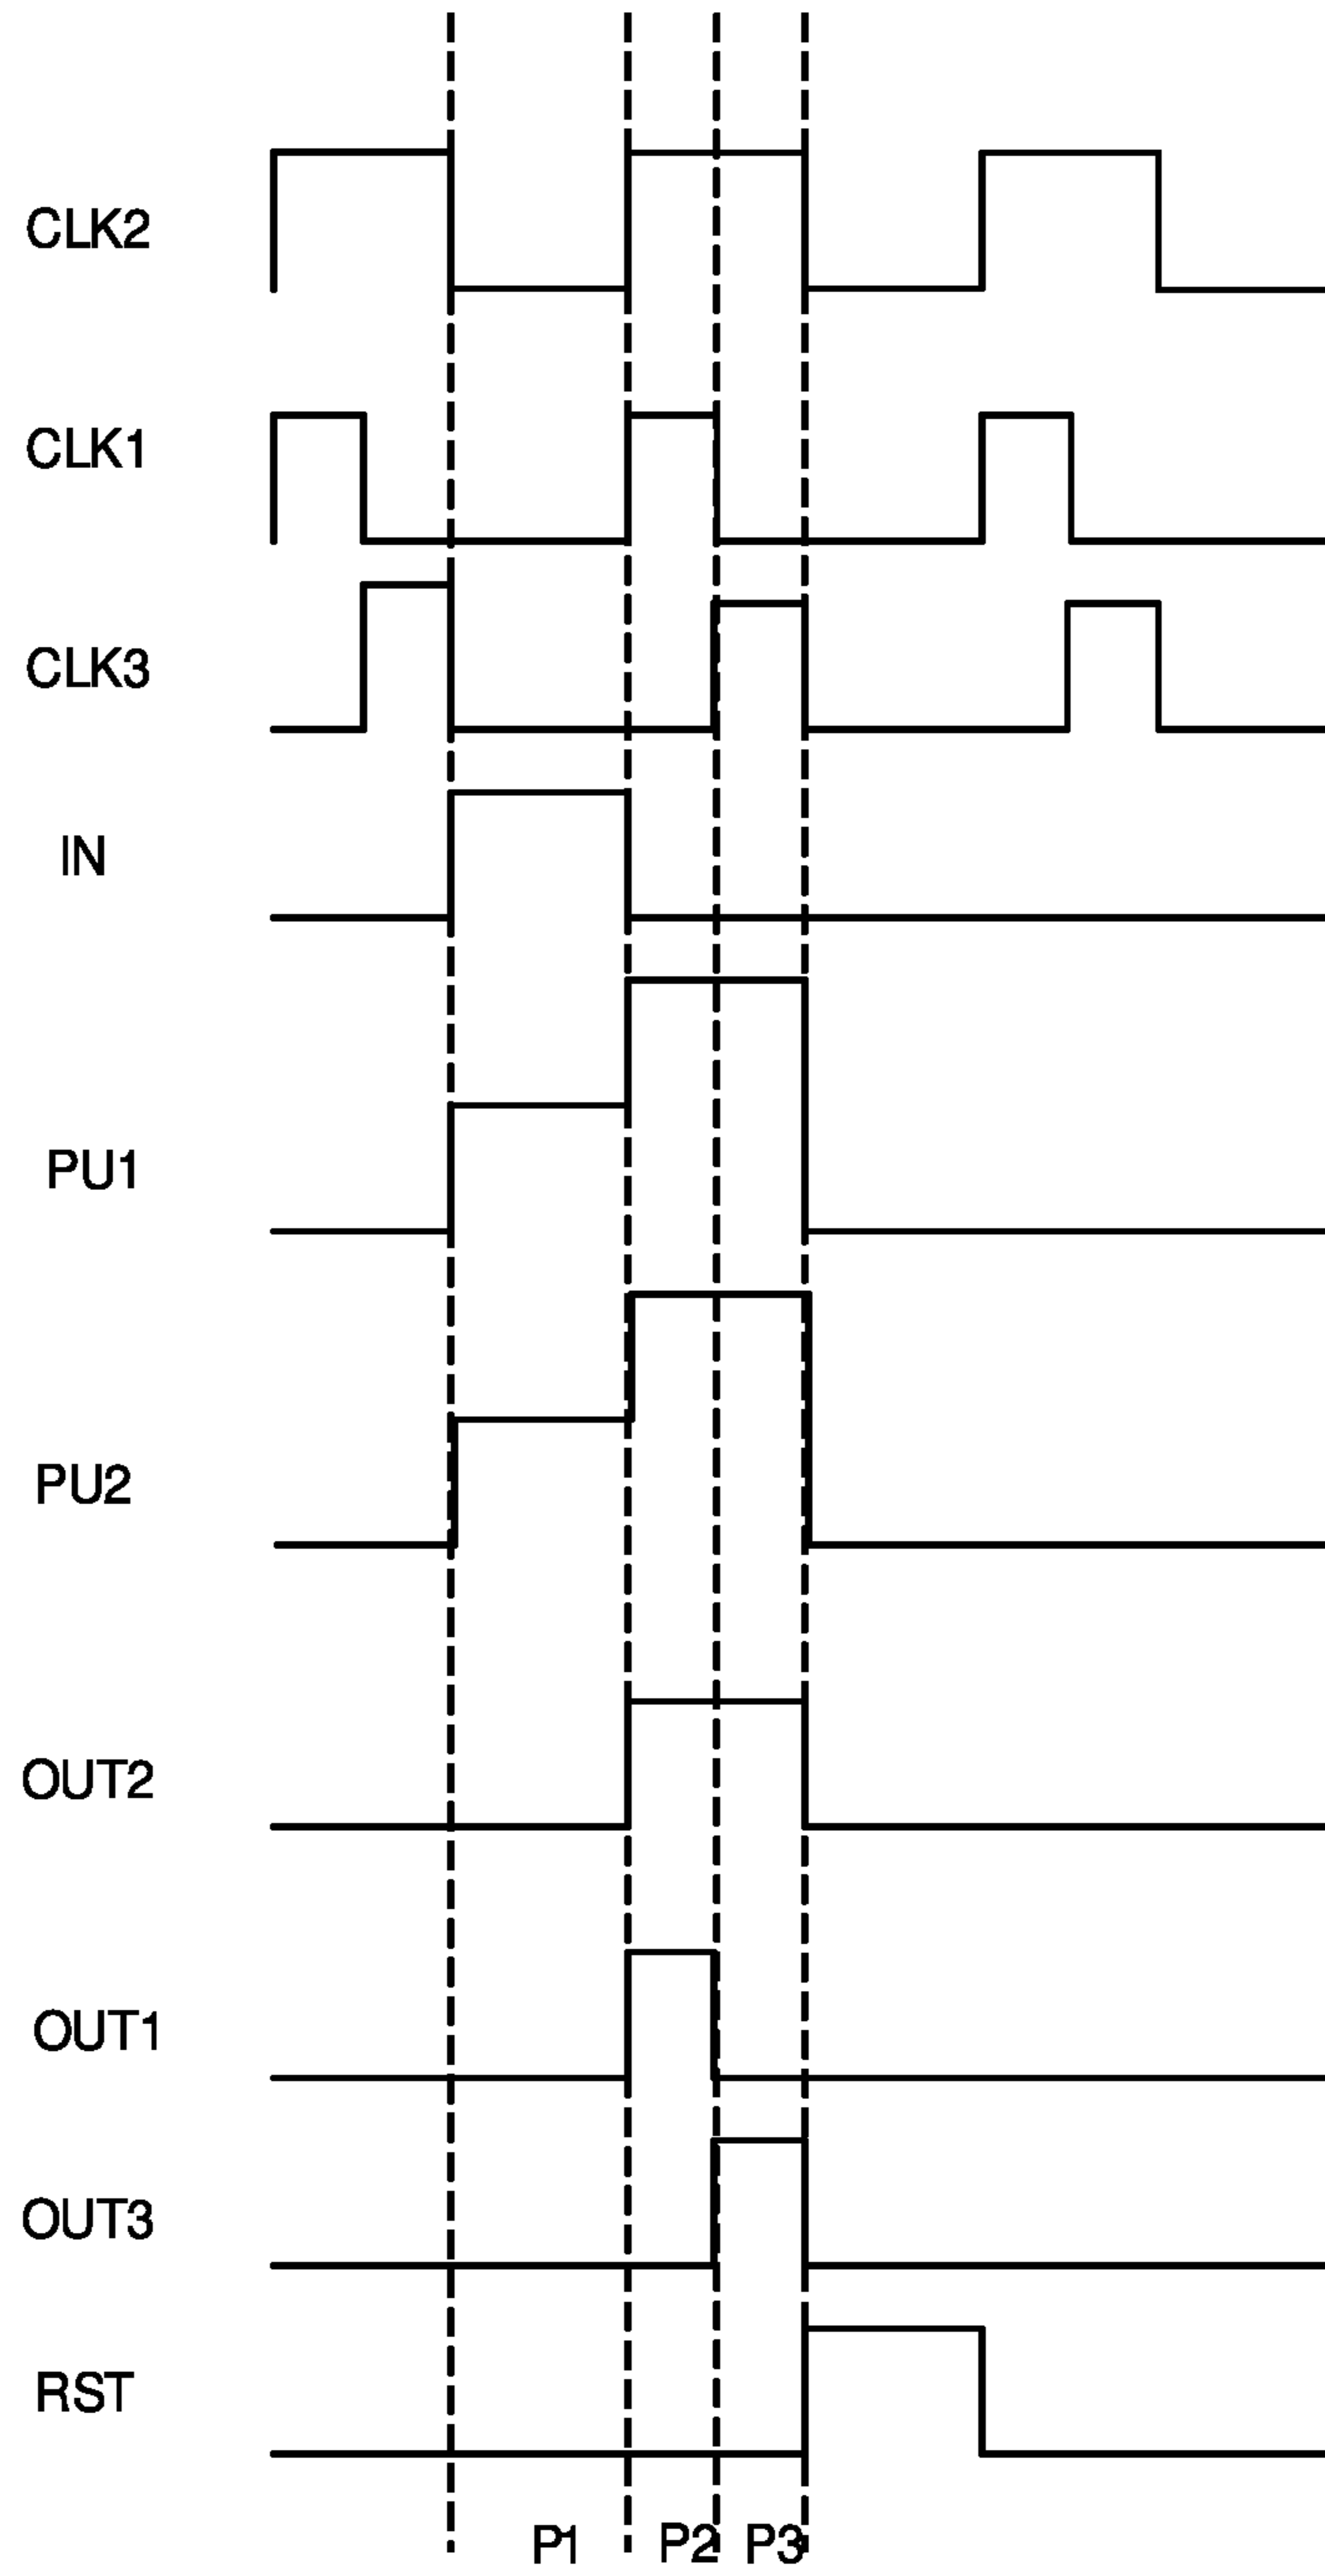 CLK2
CLK1
CLK3
IN
PU1
PU2
OUT2
OUT1
OUT3
RST
P1 P2 P3